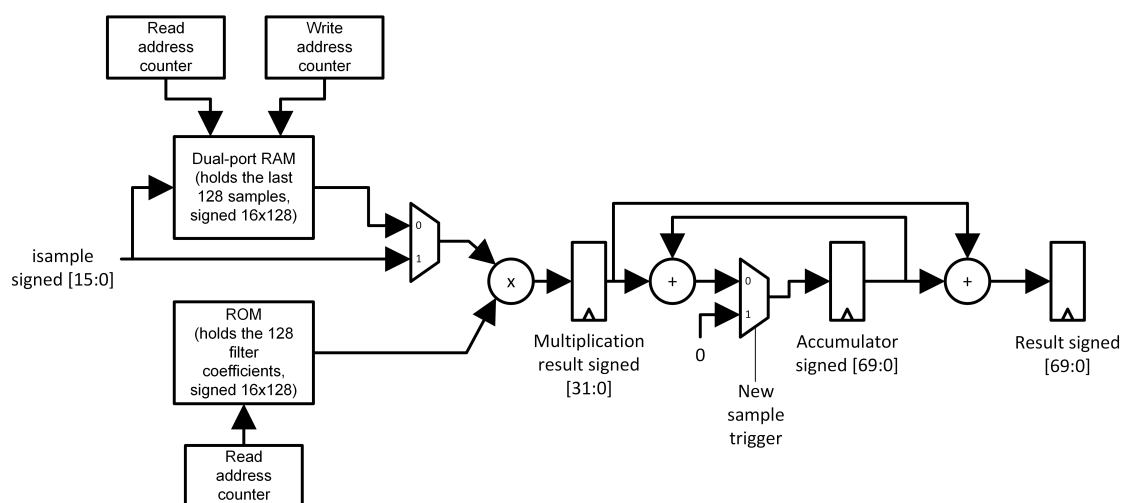 Read
address
counter
Write
address
counter
Dual-port RAM
(holds the last
128 samples,
signed 16x128)
0
1
isample
signed [15:0]
x
ROM
(holds the 128
filter
coefficients,
signed 16x128)
Read
address
counter
Multiplication
result signed
[31:0]
+
0
1
0
New
sample
trigger
Accumulator
signed [69:0]
+
Result signed
[69:0]